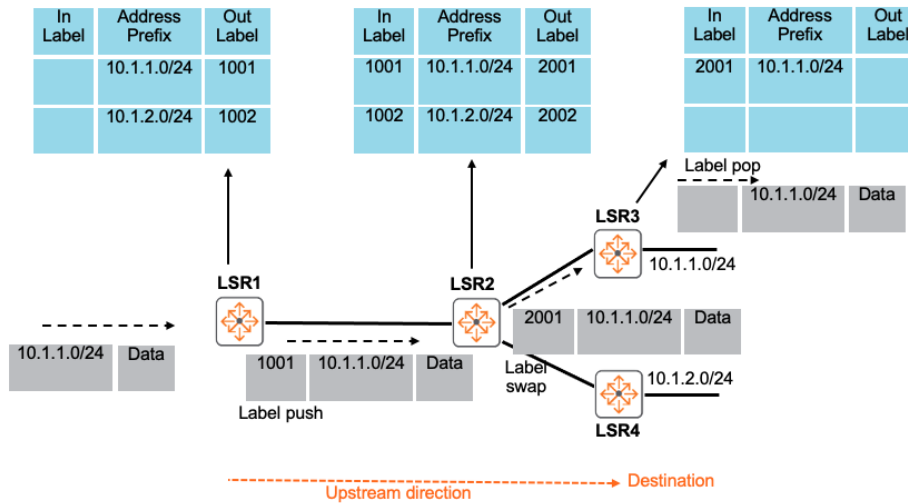 In Label Address Prefix Out Label
10.1.1.0/24 1001
10.1.2.0/24 1002
In Label Address Prefix Out Label
1001 10.1.1.0/24 2001
1002 10.1.2.0/24 2002
In Label Address Prefix Out Label
2001 10.1.1.0/24
Label pop
10.1.1.0/24 Data
LSR3
10.1.1.0/24
LSR1
LSR2
10.1.1.0/24 Data
1001 10.1.1.0/24 Data
Label push
2001 10.1.1.0/24 Data
Label swap
10.1.2.0/24
LSR4
Upstream direction
Destination